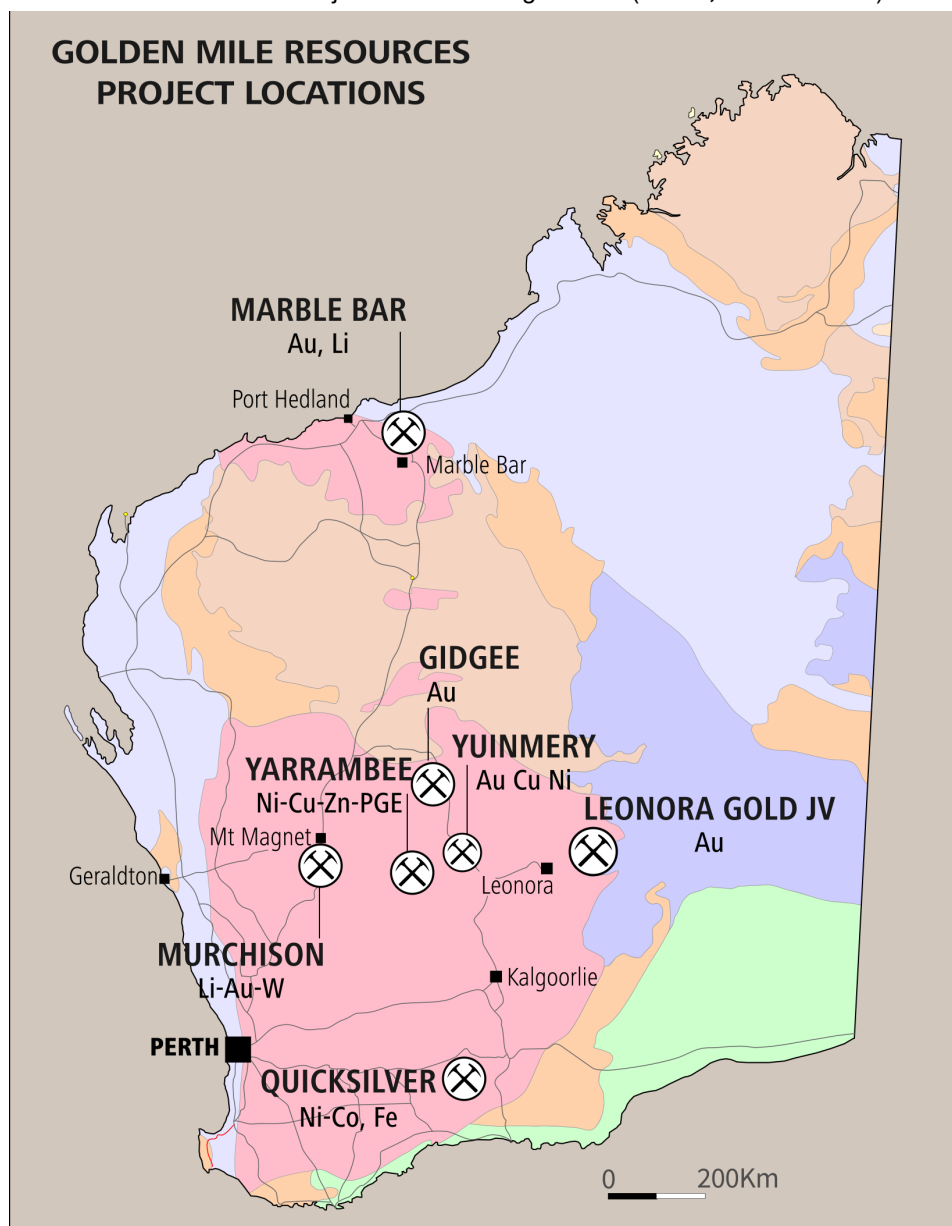 GOLDEN MILE RESOURCES
PROJECT LOCATIONS
MARBLE BAR
Au, Li
Port Hedland
Marble Bar
GIDGEE
Au
YUINMERY
Au Cu Ni
YARRAMBEE
Ni-Cu-Zn-PGE
LEONORA GOLD JV
Au
Mt Magnet
Geraldton
Leonora
MURCHISON
Li-Au-W
Kalgoorlie
PERTH
QUICKSILVER
Ni-Co, Fe
0 200Km